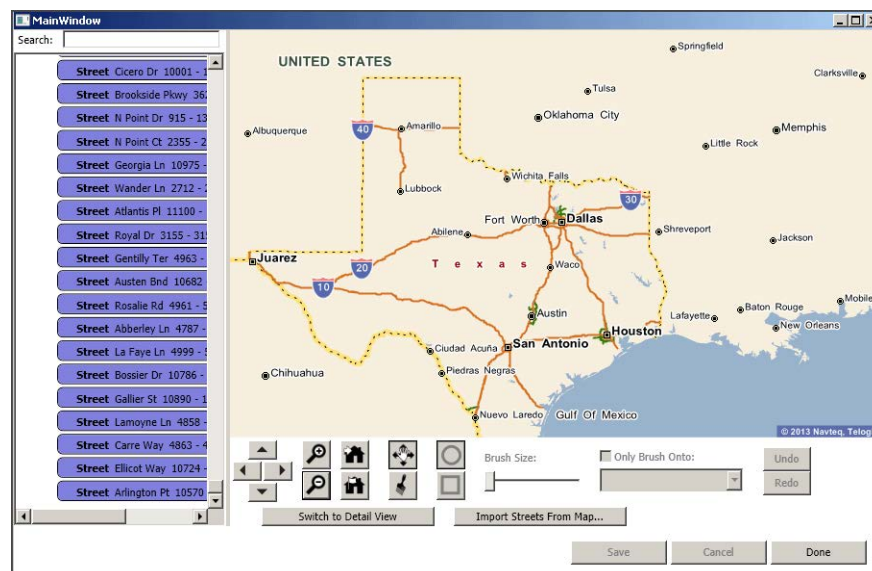 MainWindow
Search:
Street Cicero Dr 10001 - 1
Street Brookside Pkwy 362
Street N Point Dr 915 - 13
Street N Point Ct 2355 - 2
Street Georgia Ln 10975 -
Street Wander Ln 2712 - 2
Street Atlantis Pl 11100 -
Street Royal Dr 3155 - 315
Street Gentilly Ter 4963 -
Street Austen Bnd 10682
Street Rosalie Rd 4961 - 5
Street Abberley Ln 4787 -
Street La Faye Ln 4999 - 5
Street Bossier Dr 10786 -
Street Gallier St 10890 - 1
Street Lamoyne Ln 4858 -
Street Carre Way 4863 - 4
Street Ellicot Way 10724 -
Street Arlington Pt 10570
UNITED STATES
Springfield
Clarksville
Tulsa
Oklahoma City
Memphis
Albuquerque
40
Amarillo
Little Rock
Wichita Falls
Lubbock
30
Fort Worth
Dallas
Abilene
Shreveport
Jackson
Juarez
20
Texas
Waco
10
Austin
Lafayette
Baton Rouge
Mobile
New Orleans
Houston
San Antonio
Ciudad Acuña
Chihuahua
Piedras Negras
Nuevo Laredo
Gulf Of Mexico
© 2013 Navteq, Telog
Brush Size:
Only Brush Onto:
Undo
Redo
Switch to Detail View
Import Streets From Map...
Save
Cancel
Done